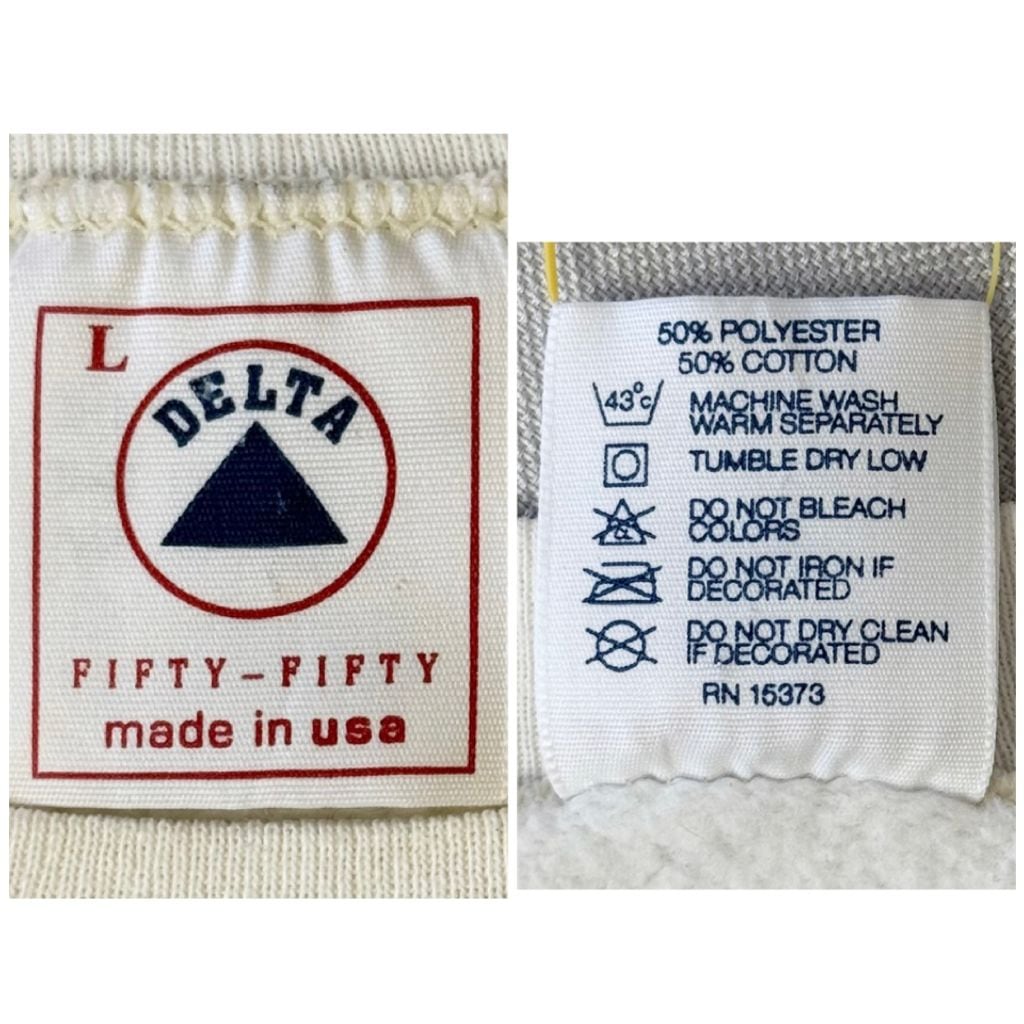 L
DELTA
FIFTY-FIFTY
made in usa
50% POLYESTER
50% COTTON
43°c
MACHINE WASH
WARM SEPARATELY
TUMBLE DRY LOW
DO NOT BLEACH
COLORS
DO NOT IRON IF
DECORATED
DO NOT DRY CLEAN
IF DECORATED
RN 15373